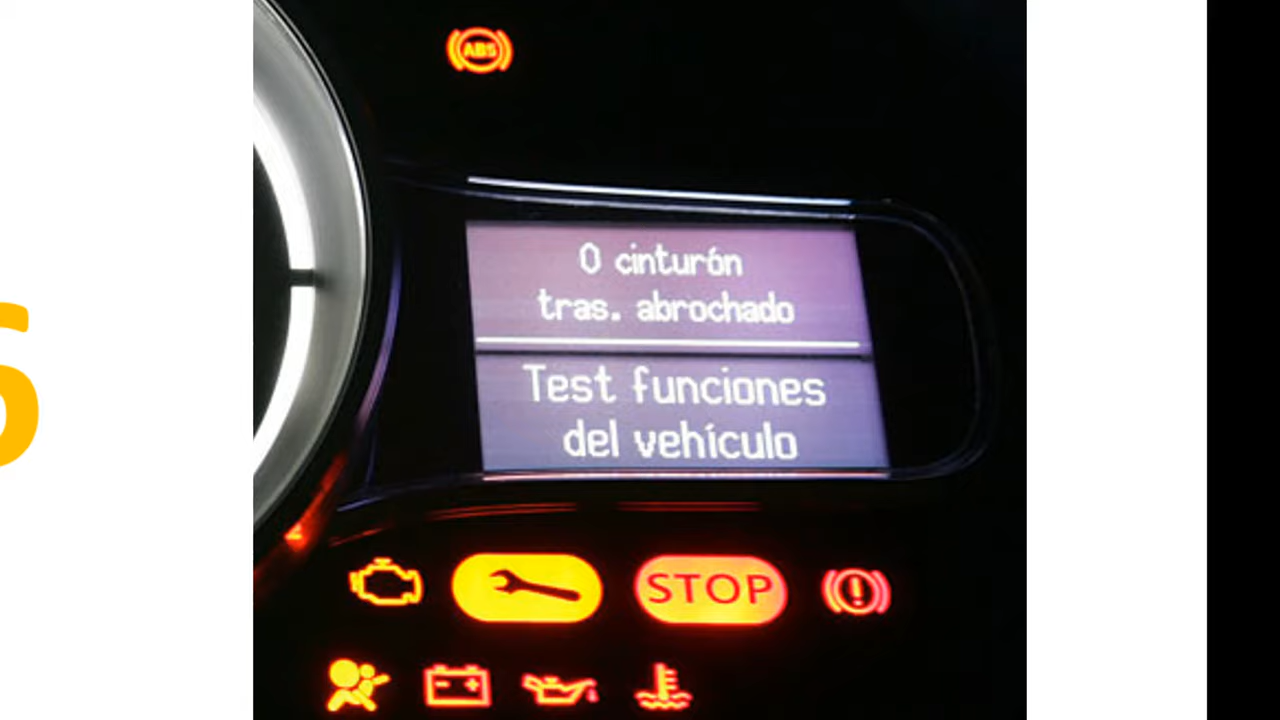 ABS
0 cinturón
tras. abrochado
Test funciones
del vehículo
STOP